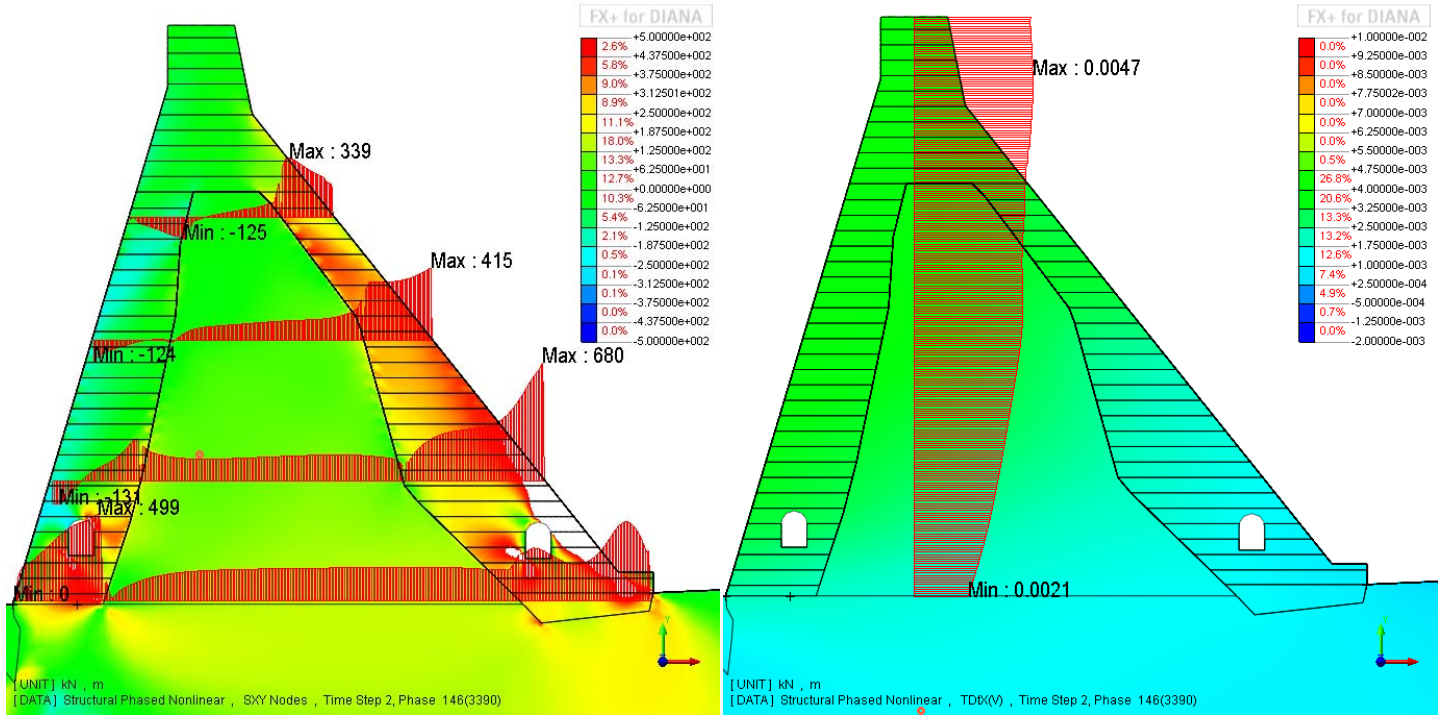 FX+ for DIANA
+5.00000e+002
2.6%
+4.37500e+002
5.8%
+3.75000e+002
9.0%
+3.12501e+002
8.9%
+2.50000e+002
11.1%
+1.87500e+002
18.0%
+1.25000e+002
13.3%
+6.25001e+001
12.7%
+0.00000e+000
10.3%
-6.25000e+001
5.4%
-1.25000e+002
2.1%
-1.87500e+002
0.5%
-2.50000e+002
0.1%
-3.12500e+002
0.1%
-3.75000e+002
0.0%
-4.37500e+002
0.0%
-5.00000e+002
Max : 339
Min : -125
Max : 415
Min : -124
Max : 680
Min : -131
Max : 499
Min : 0
Y
[UNIT] kN , m
[DATA] Structural Phased Nonlinear , SXY Nodes , Time Step 2, Phase 146(3390)
FX+ for DIANA
+1.00000e-002
0.0%
+9.25000e-003
0.0%
+8.50000e-003
0.0%
+7.75002e-003
0.0%
+7.00000e-003
0.0%
+6.25000e-003
0.0%
+5.50000e-003
0.5%
+4.75000e-003
26.8%
+4.00000e-003
20.6%
+3.25000e-003
13.3%
+2.50000e-003
13.2%
+1.75000e-003
12.6%
+1.00000e-003
7.4%
+2.50000e-004
4.9%
-5.00000e-004
0.7%
-1.25000e-003
0.0%
-2.00000e-003
Max : 0.0047
Min : 0.0021
Y
[UNIT] kN , m
[DATA] Structural Phased Nonlinear , TDtX(V) , Time Step 2, Phase 146(3390)